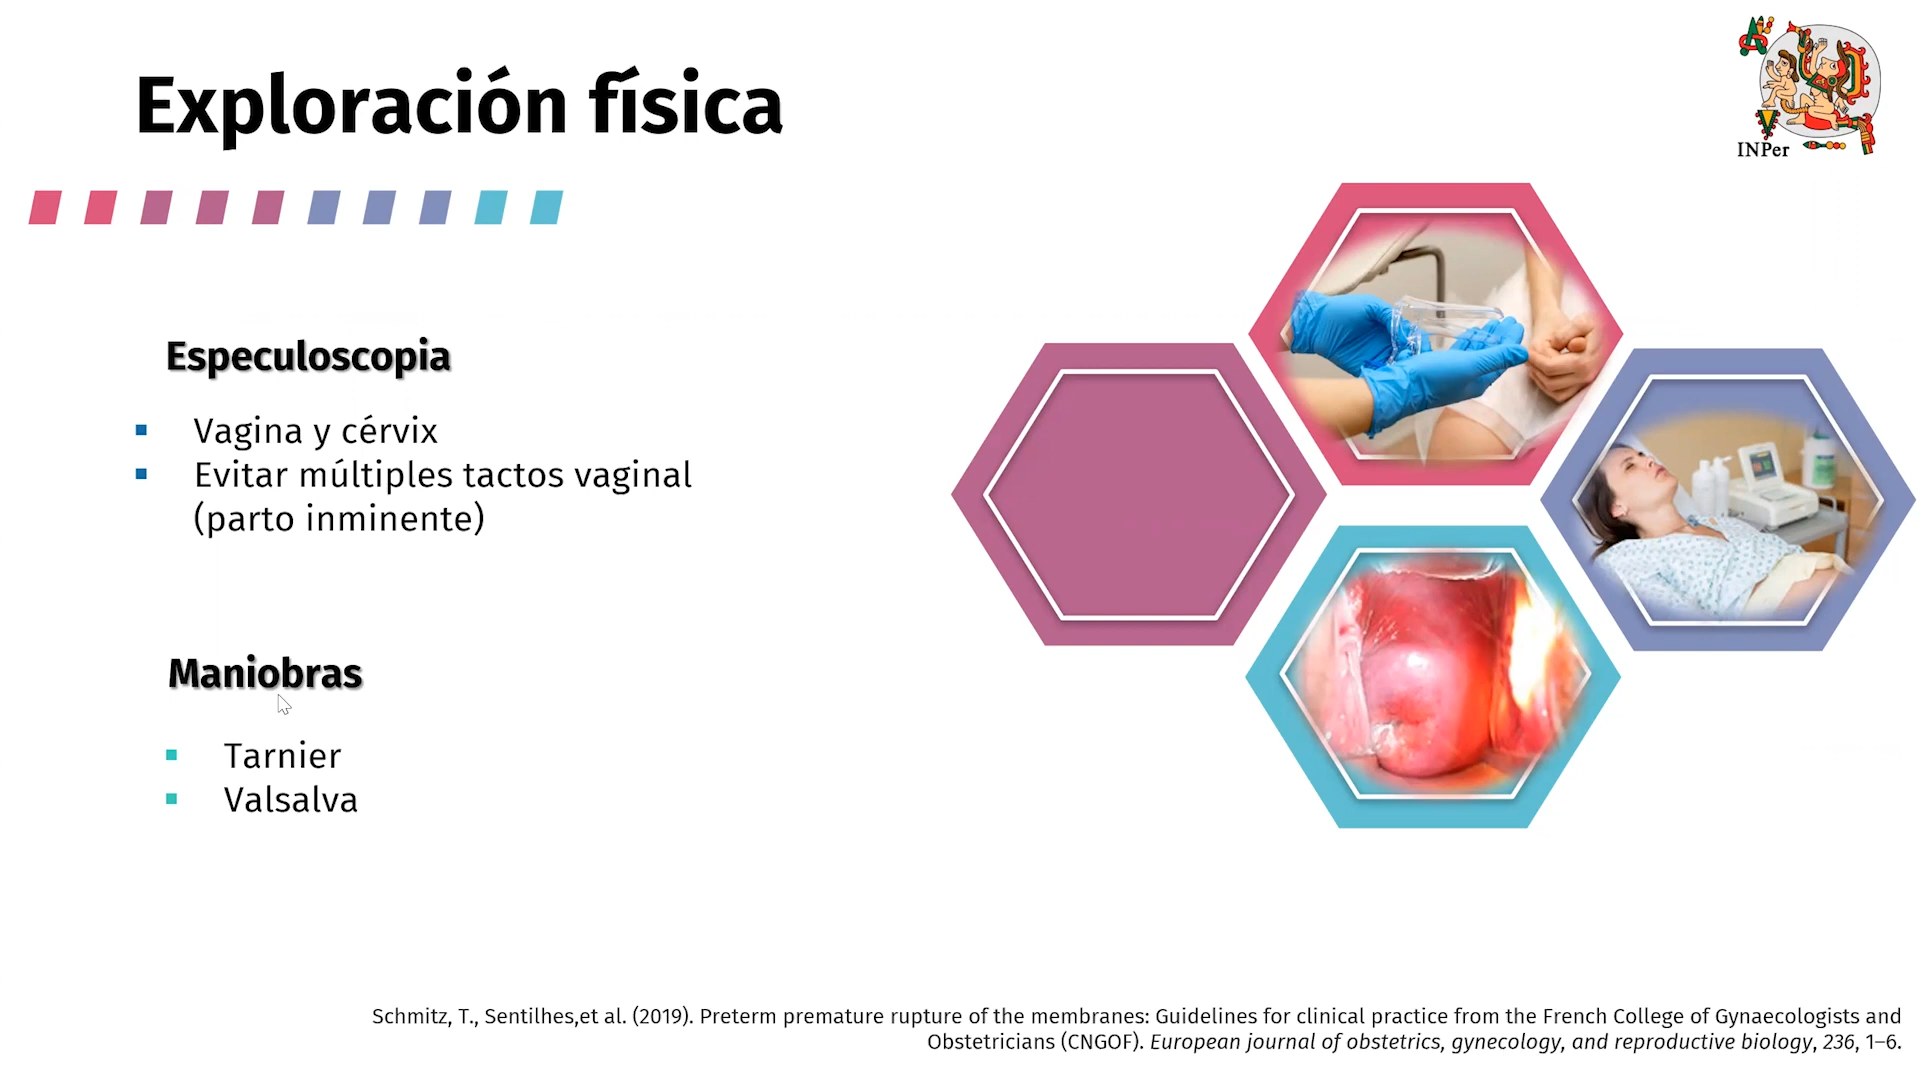 Exploración física
INPer
Especuloscopia
Vagina y cérvix
Evitar múltiples tactos vaginal
(parto inminente)
Maniobras
Tarnier
Valsalva
Schmitz, T., Sentilhes,et al. (2019). Preterm premature rupture of the membranes: Guidelines for clinical practice from the French College of Gynaecologists and
Obstetricians (CNGOF). European journal of obstetrics, gynecology, and reproductive biology, 236, 1–6.